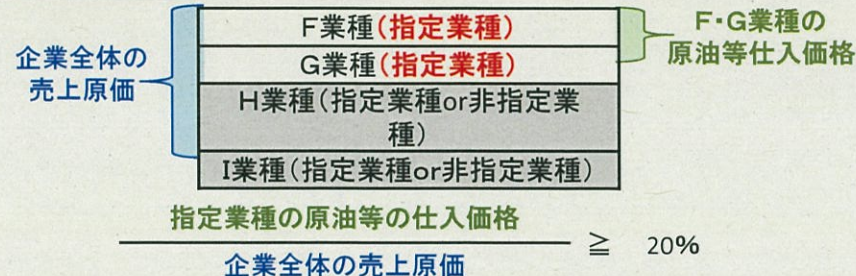 F業種(指定業種)
G業種(指定業種)
H業種(指定業種or非指定業
種)
I業種(指定業種or非指定業種)
企業全体の
売上原価
F・G業種の
原油等仕入価格
指定業種の原油等の仕入価格
企業全体の売上原価
≧ 20%